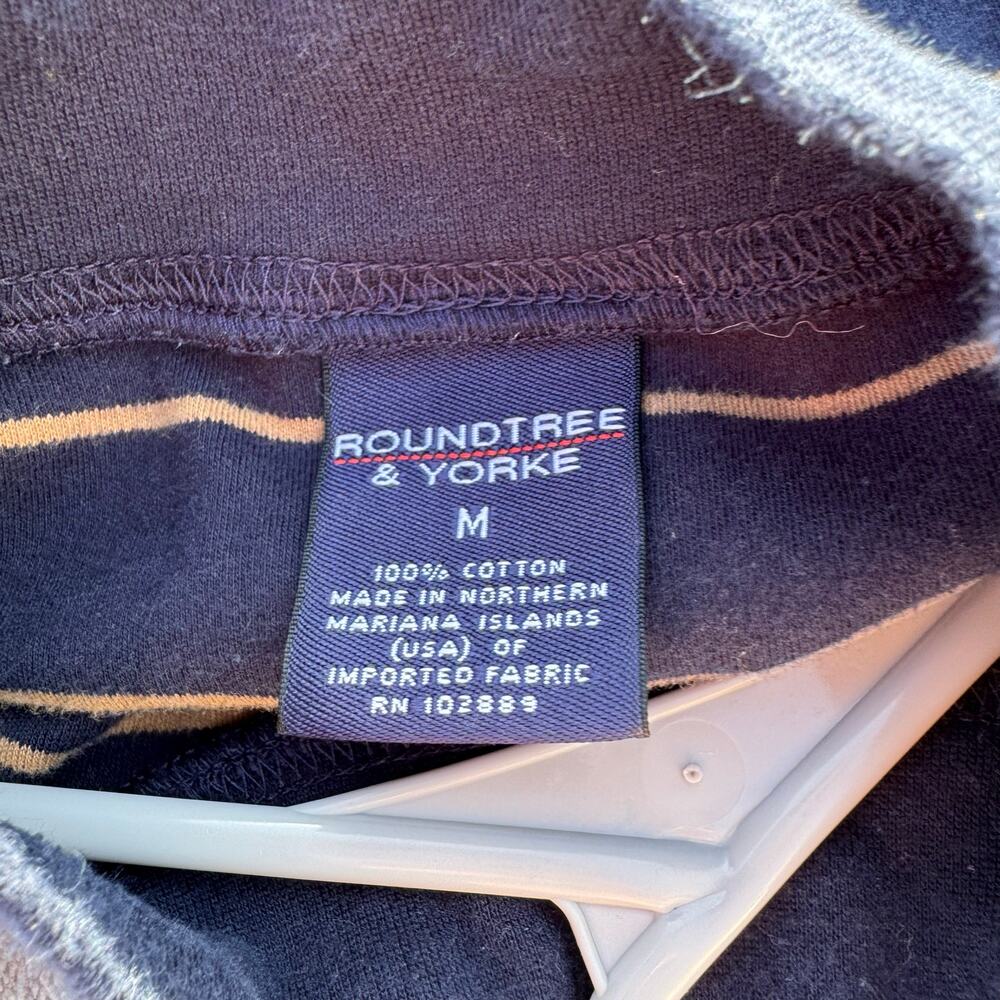 ROUNDTREE
& YORKE
M
100% COTTON
MADE IN NORTHERN
MARIANA ISLANDS
(USA) OF
IMPORTED FABRIC
RN 102889